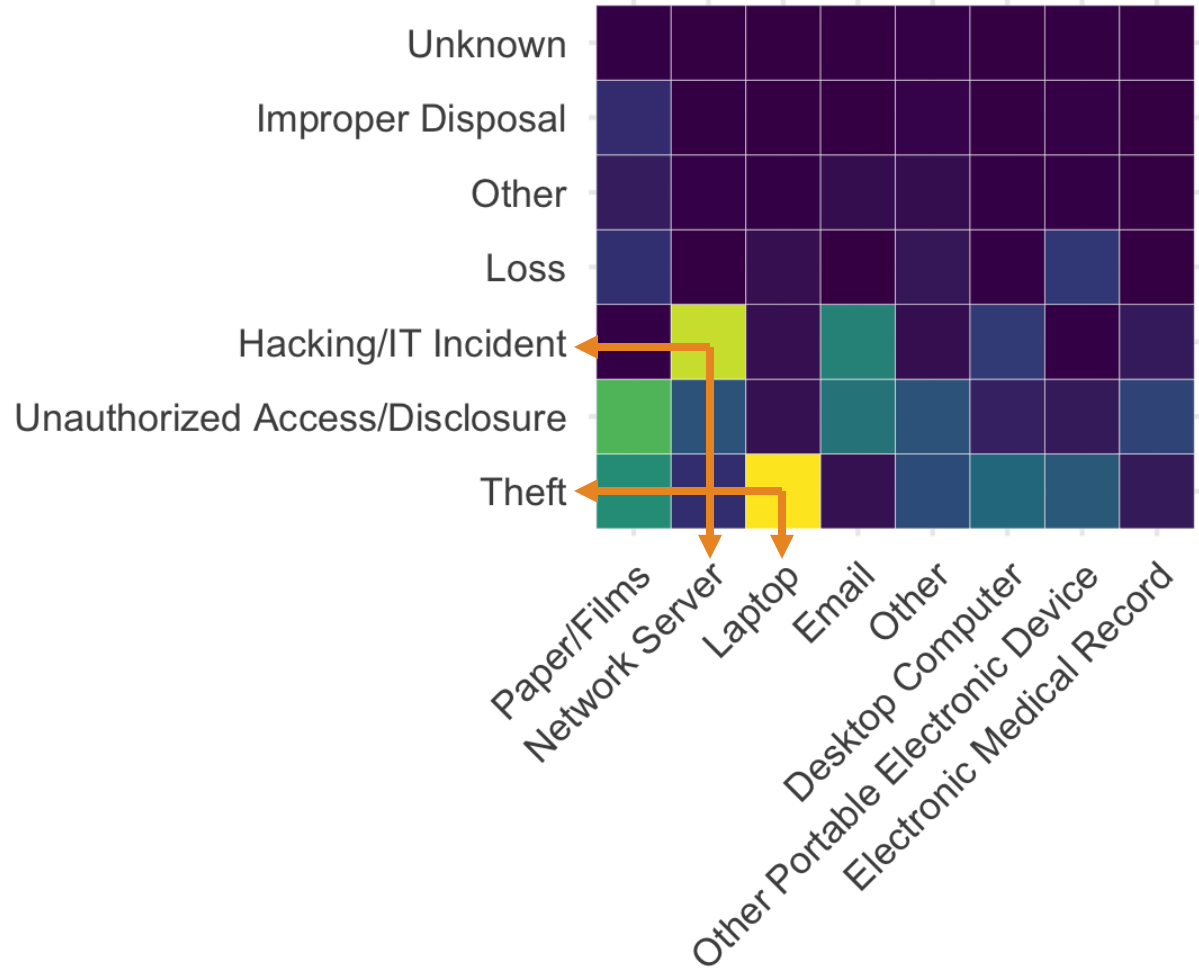 Unknown
Improper Disposal
Other
Loss
Hacking/IT Incident
Unauthorized Access/Disclosure
Theft
Paper/Films
Network Server
Laptop
Email
Other
Desktop Computer
Other Portable Electronic Device
Electronic Medical Record